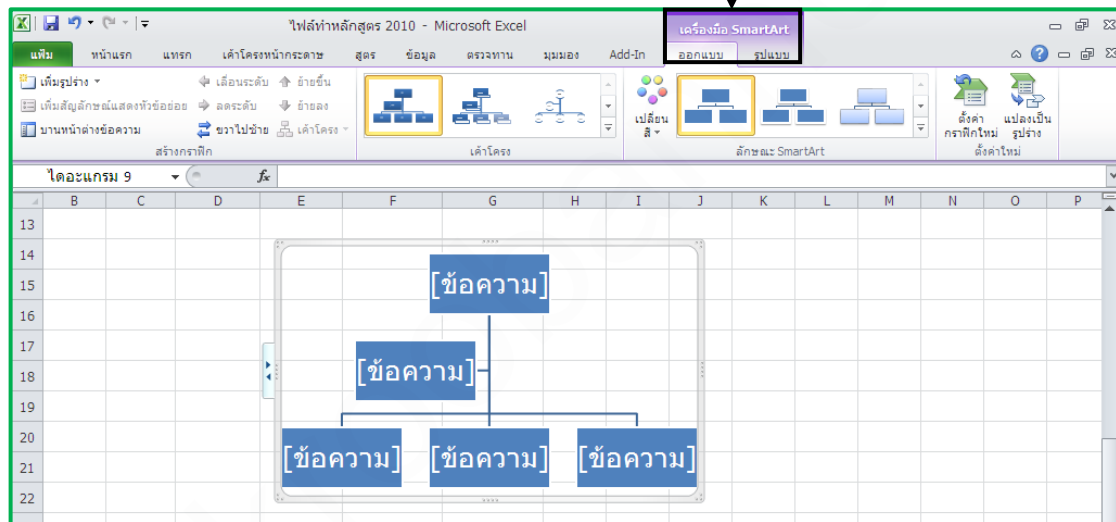 ไฟล์ทำหลักสูตร 2010 - Microsoft Excel
เครื่องมือ SmartArt
แฟ้ม หน้าแรก แทรก เค้าโครงหน้ากระดาษ สูตร ข้อมูล ตรวจทาน มุมมอง Add-In ออกแบบ รูปแบบ
เพิ่มรูปร่าง เลื่อนระดับ ย้ายขึ้น
เพิ่มสัญลักษณ์แสดงหัวข้อย่อย ลดระดับ ย้ายลง
บานหน้าต่างข้อความ ขวาไปซ้าย เค้าโครง
เปลี่ยน
สี
ตั้งค่า
กราฟิกใหม่
แปลงเป็น
รูปร่าง
สร้างกราฟิก เค้าโครง ลักษณะ SmartArt ตั้งค่าใหม่
ไดอะแกรม 9 fx
B C D E F G H I J K L M N O P
13
14
15
16
17
18
19
20
21
22
[ข้อความ]
[ข้อความ]
[ข้อความ] [ข้อความ] [ข้อความ]